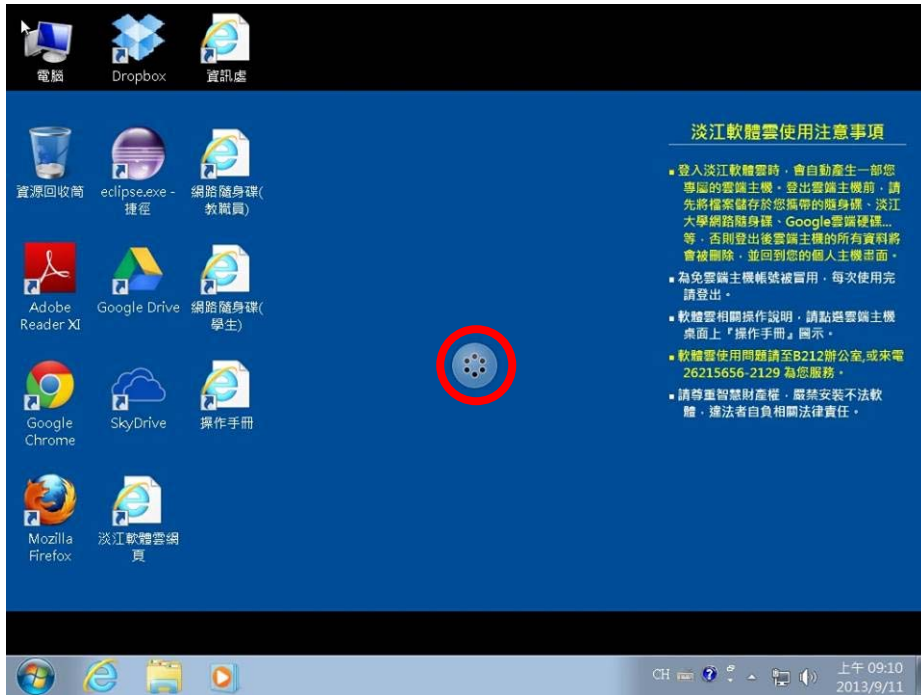 電腦
Dropbox
資訊處
資源回收筒
eclipse.exe -
捷徑
網路隨身碟(
教職員)
Adobe
Reader XI
Google Drive
網路隨身碟(
學生)
Google
Chrome
SkyDrive
操作手冊
Mozilla
Firefox
淡江軟體雲網
頁
淡江軟體雲使用注意事項
登入淡江軟體雲時，會自動產生一部您
專屬的雲端主機。登出雲端主機前，請
先將檔案儲存於您攜帶的隨身碟、淡江
大學網路隨身碟、Google雲端硬碟...
等，否則登出後雲端主機的所有資料將
會被刪除，並回到您的個人主機畫面。
為免雲端主機帳號被冒用，每次使用完
請登出。
軟體雲相關操作說明，請點選雲端主機
桌面上『操作手冊』圖示。
軟體雲使用問題請至B212辦公室,或來電
26215656-2129 為您服務。
請尊重智慧財產權，嚴禁安裝不法軟
體，違法者自負相關法律責任。
CH
上午 09:10
2013/9/11